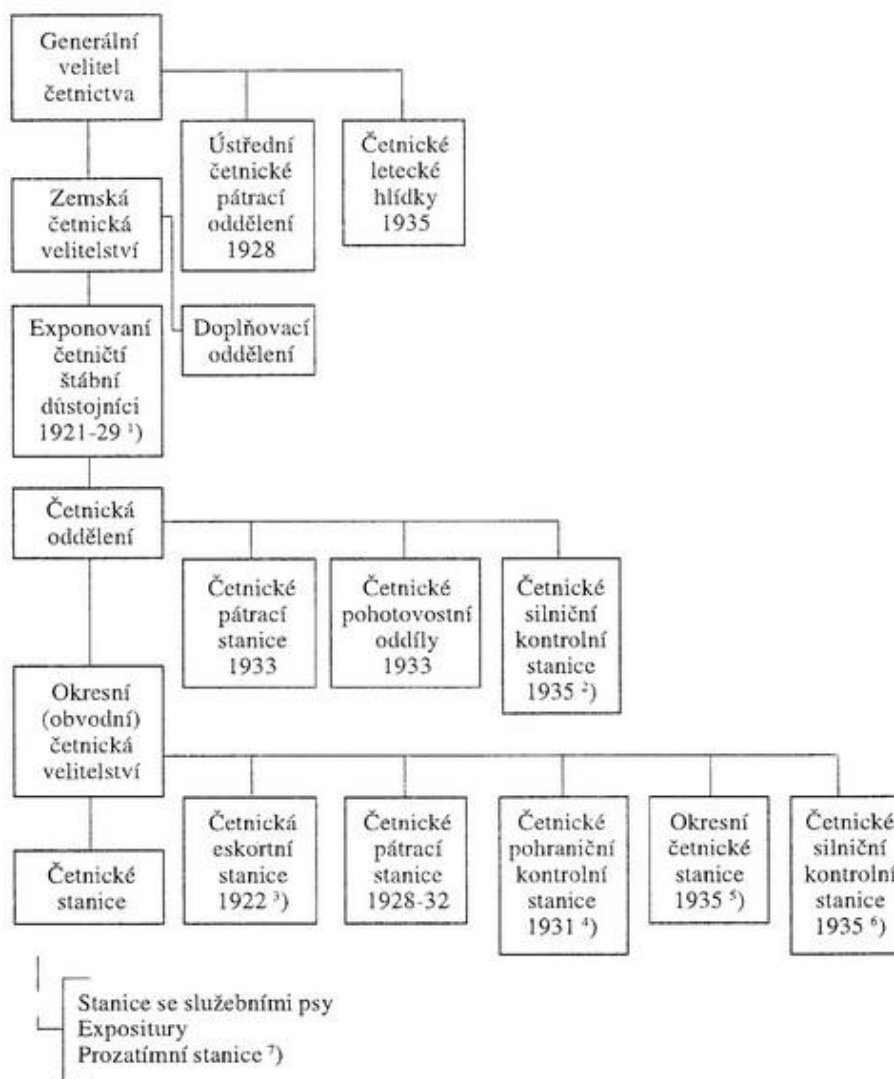 Generální
velitel
četnictva
Ústřední
četnické
pátrací
oddělení
1928
Četnické
letecké
hlídky
1935
Zemská
četnická
velitelství
Exponovaní
četničtí
štábní
důstojníci
1921-29 ¹)
Doplňovací
oddělení
Četnická
oddělení
Četnické
pátrací
stanice
1933
Četnické
pohotovostní
oddíly
1933
Četnické
silniční
kontrolní
stanice
1935 ²)
Okresní
(obvodní)
četnická
velitelství
Četnické
stanice
Četnická
eskortní
stanice
1922 ³)
Četnické
pátrací
stanice
1928-32
Četnické
pohraniční
kontrolní
stanice
1931 ⁴)
Okresní
četnické
stanice
1935 ⁵)
Četnické
silniční
kontrolní
stanice
1935 ⁶)
Stanice se služebními psy
Expositury
Prozatímní stanice ⁷)